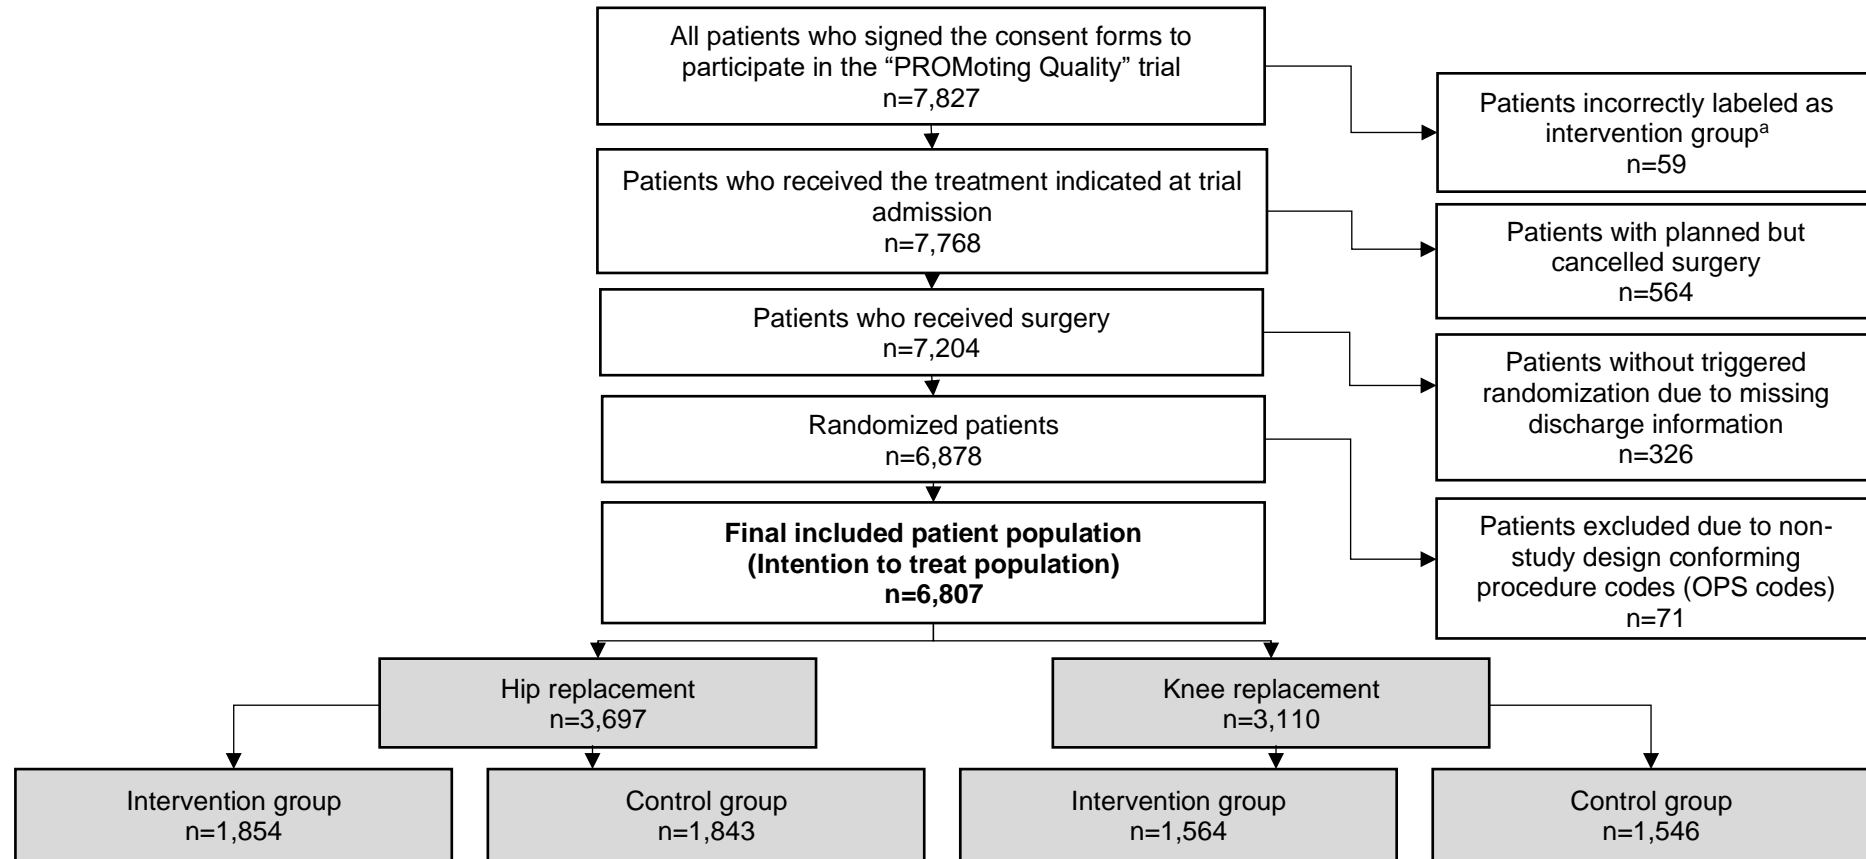 All patients who signed the consent forms to
participate in the “PROMoting Quality” trial
n=7,827
Patients incorrectly labeled as
intervention groupᵃ
n=59
Patients who received the treatment indicated at trial
admission
n=7,768
Patients with planned but
cancelled surgery
n=564
Patients who received surgery
n=7,204
Patients without triggered
randomization due to missing
discharge information
n=326
Randomized patients
n=6,878
Patients excluded due to non-
study design conforming
procedure codes (OPS codes)
n=71
Final included patient population
(Intention to treat population)
n=6,807
Hip replacement
n=3,697
Knee replacement
n=3,110
Intervention group
n=1,854
Control group
n=1,843
Intervention group
n=1,564
Control group
n=1,546